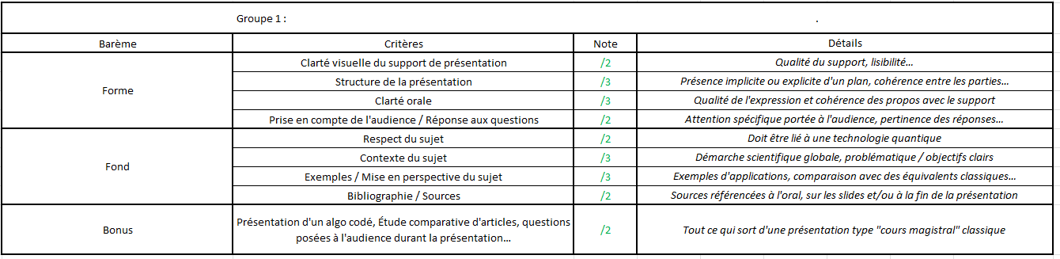 Groupe 1 : .
Barème Critères Note Détails
Forme
Clarté visuelle du support de présentation /2 Qualité du support, lisibilité...
Structure de la présentation /3 Présence implicite ou explicite d'un plan, cohérence entre les parties...
Clarté orale /3 Qualité de l'expression et cohérence des propos avec le support
Prise en compte de l'audience / Réponse aux questions /2 Attention spécifique portée à l'audience, pertinence des réponses...
Fond
Respect du sujet /2 Doit être lié à une technologie quantique
Contexte du sujet /3 Démarche scientifique globale, problématique / objectifs clairs
Exemples / Mise en perspective du sujet /3 Exemples d'applications, comparaison avec des équivalents classiques...
Bibliographie / Sources /2 Sources référencées à l'oral, sur les slides et/ou à la fin de la présentation
Bonus
Présentation d'un algo codé, Étude comparative d'articles, questions
posées à l'audience durant la présentation... /2 Tout ce qui sort d'une présentation type "cours magistral" classique